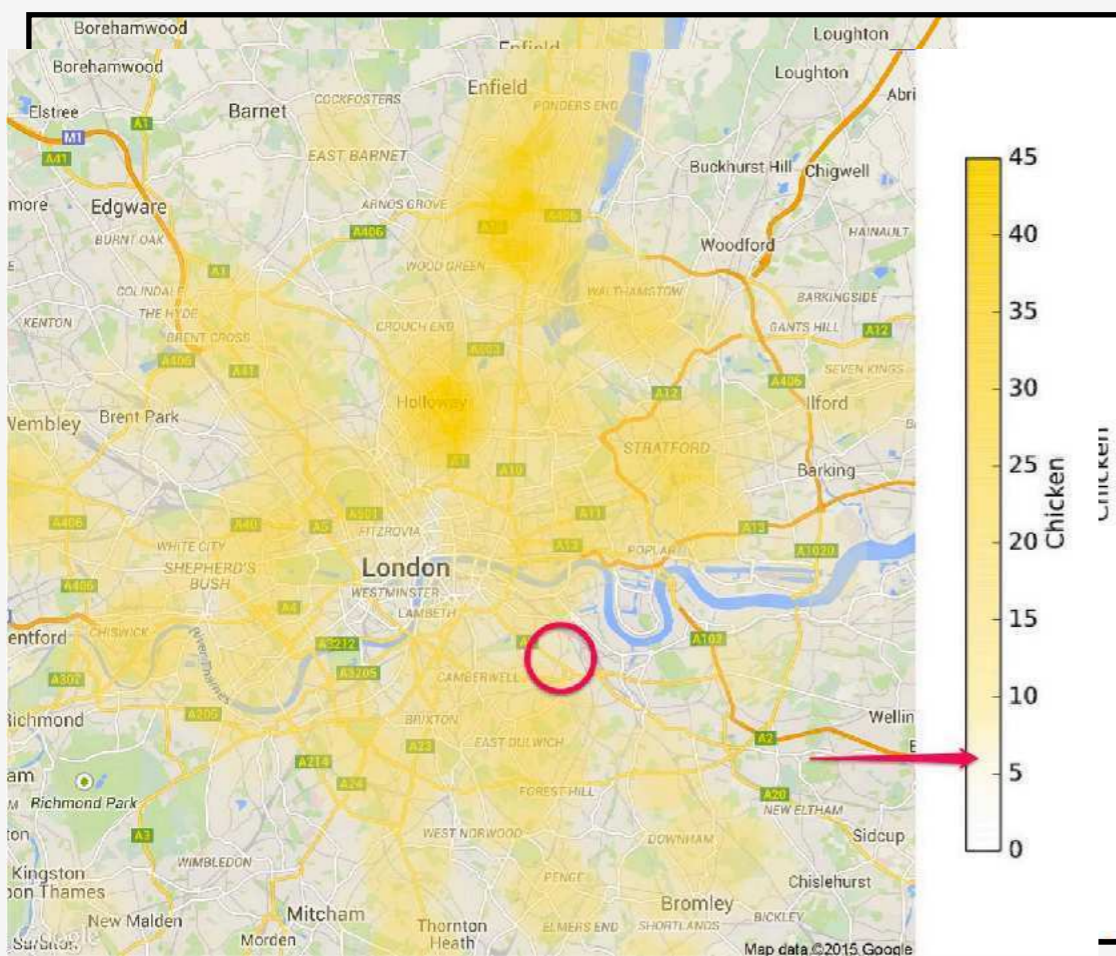 Borehamwood
Enfield
Loughton
Borehamwood
Enfield
Loughton
Elstree
Barnet
COCKFOSTERS
PONDERS END
Abri
M1
A1
A41
EAST BARNET
Buckhurst Hill
Chigwell
45
more
Edgware
ARNOS GROVE
A406
A406
BURNT OAK
Woodford
HAINAULT
40
A1
WOOD GREEN
COLINDALE
WALTHAMSTOW
BARKINGSIDE
THE HYDE
35
KENTON
BRENT CROSS
CROUCH END
GANTS HILL
A12
A406
A503
A41
SEVEN KINGS
A406
30
A12
Holloway
Ilford
Wembley
Brent Park
STRATFORD
A1
A10
Barking
25
Chicken
Chicken
A406
A40
A5
A501
A11
A13
20
FITZROVIA
WHITE CITY
A13
POPLAR
A1020
SHEPHERD'S
BUSH
London
WESTMINSTER
A406
A4
LAMBETH
15
entford
CHISWICK
River Thames
A3212
A102
A307
A3205
CAMBERWELL
10
Richmond
A205
BRIXTON
Wellin
A23
EAST DULWICH
A2
E
A214
5
am
A24
FOREST HILL
A20
Richmond Park
NEW ELTHAM
ton
A3
WEST NORWOOD
DOWNHAM
Sidcup
0
WIMBLEDON
Kingston
pon Thames
PENGE
Chislehurst
New Malden
Mitcham
Bromley
Thornton
Heath
BICKLEY
ELMERS END
SHORTLANDS
Morden
Map data ©2015 Google